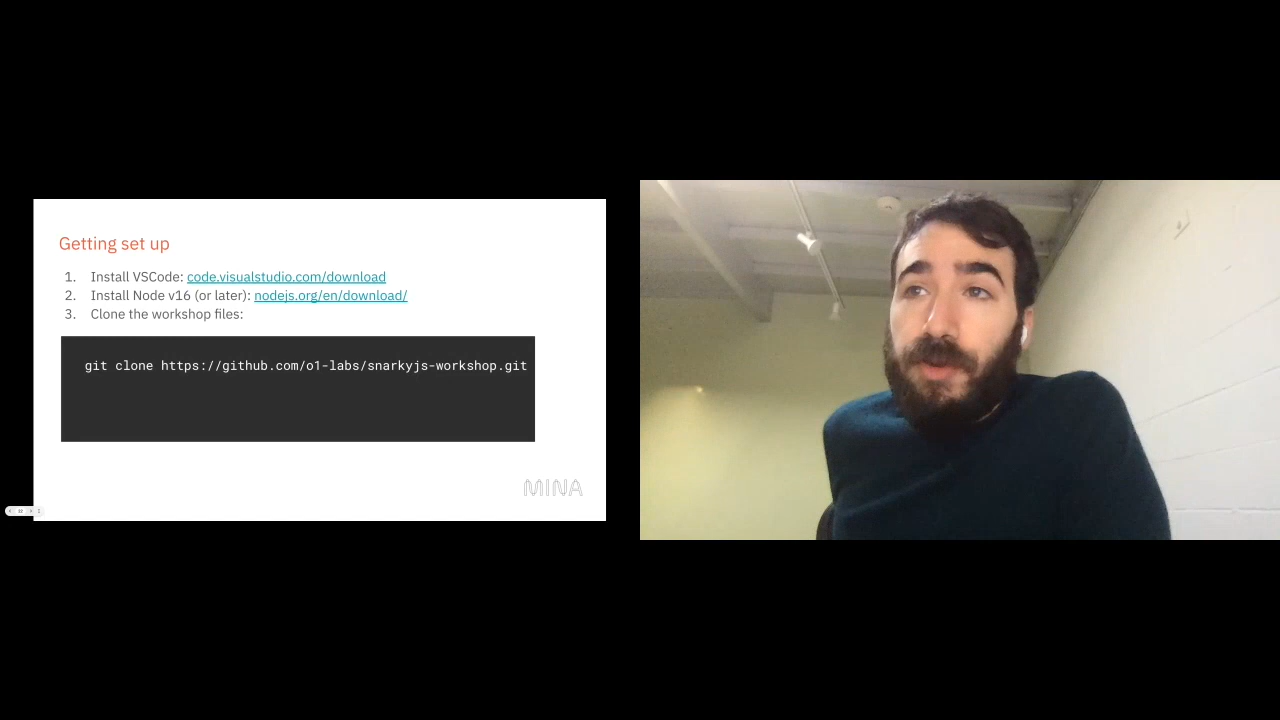 Getting set up
1. Install VSCode: code.visualstudio.com/download
2. Install Node v16 (or later): nodejs.org/en/download/
3. Clone the workshop files:
git clone https://github.com/o1-labs/snarkyjs-workshop.git
MINA